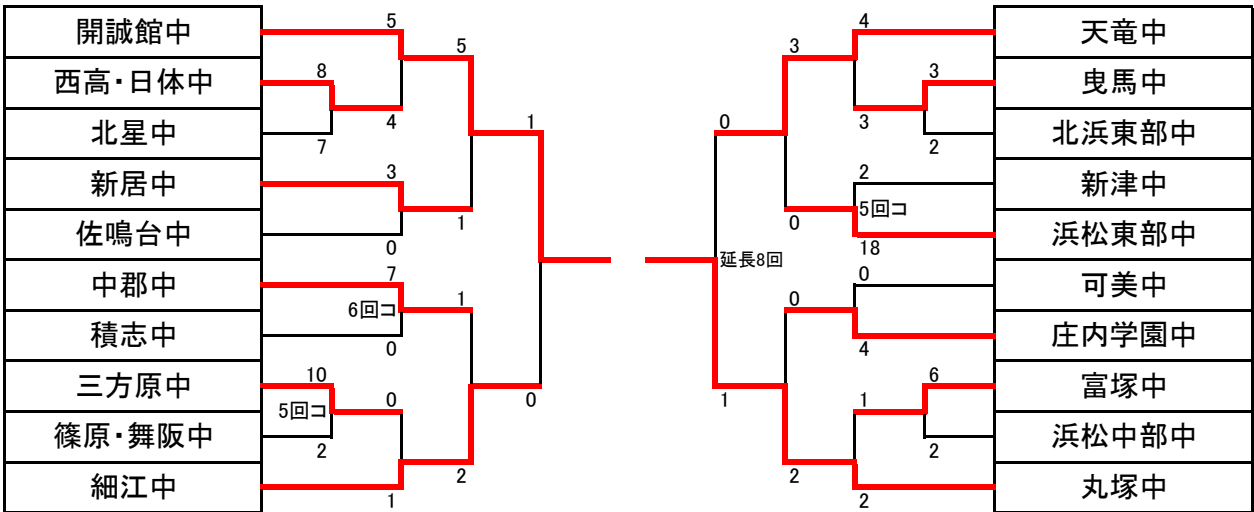 開誠館中
西高・日体中
北星中
新居中
佐鳴台中
中郡中
積志中
三方原中
篠原・舞阪中
細江中
5
8
7
4
5
3
0
1
1
7
6回コ
0
1
10
5回コ
2
0
1
2
0
4
3
3
2
3
0
2
5回コ
18
0
延長8回
0
4
0
6
2
1
2
2
1
天竜中
曳馬中
北浜東部中
新津中
浜松東部中
可美中
庄内学園中
富塚中
浜松中部中
丸塚中